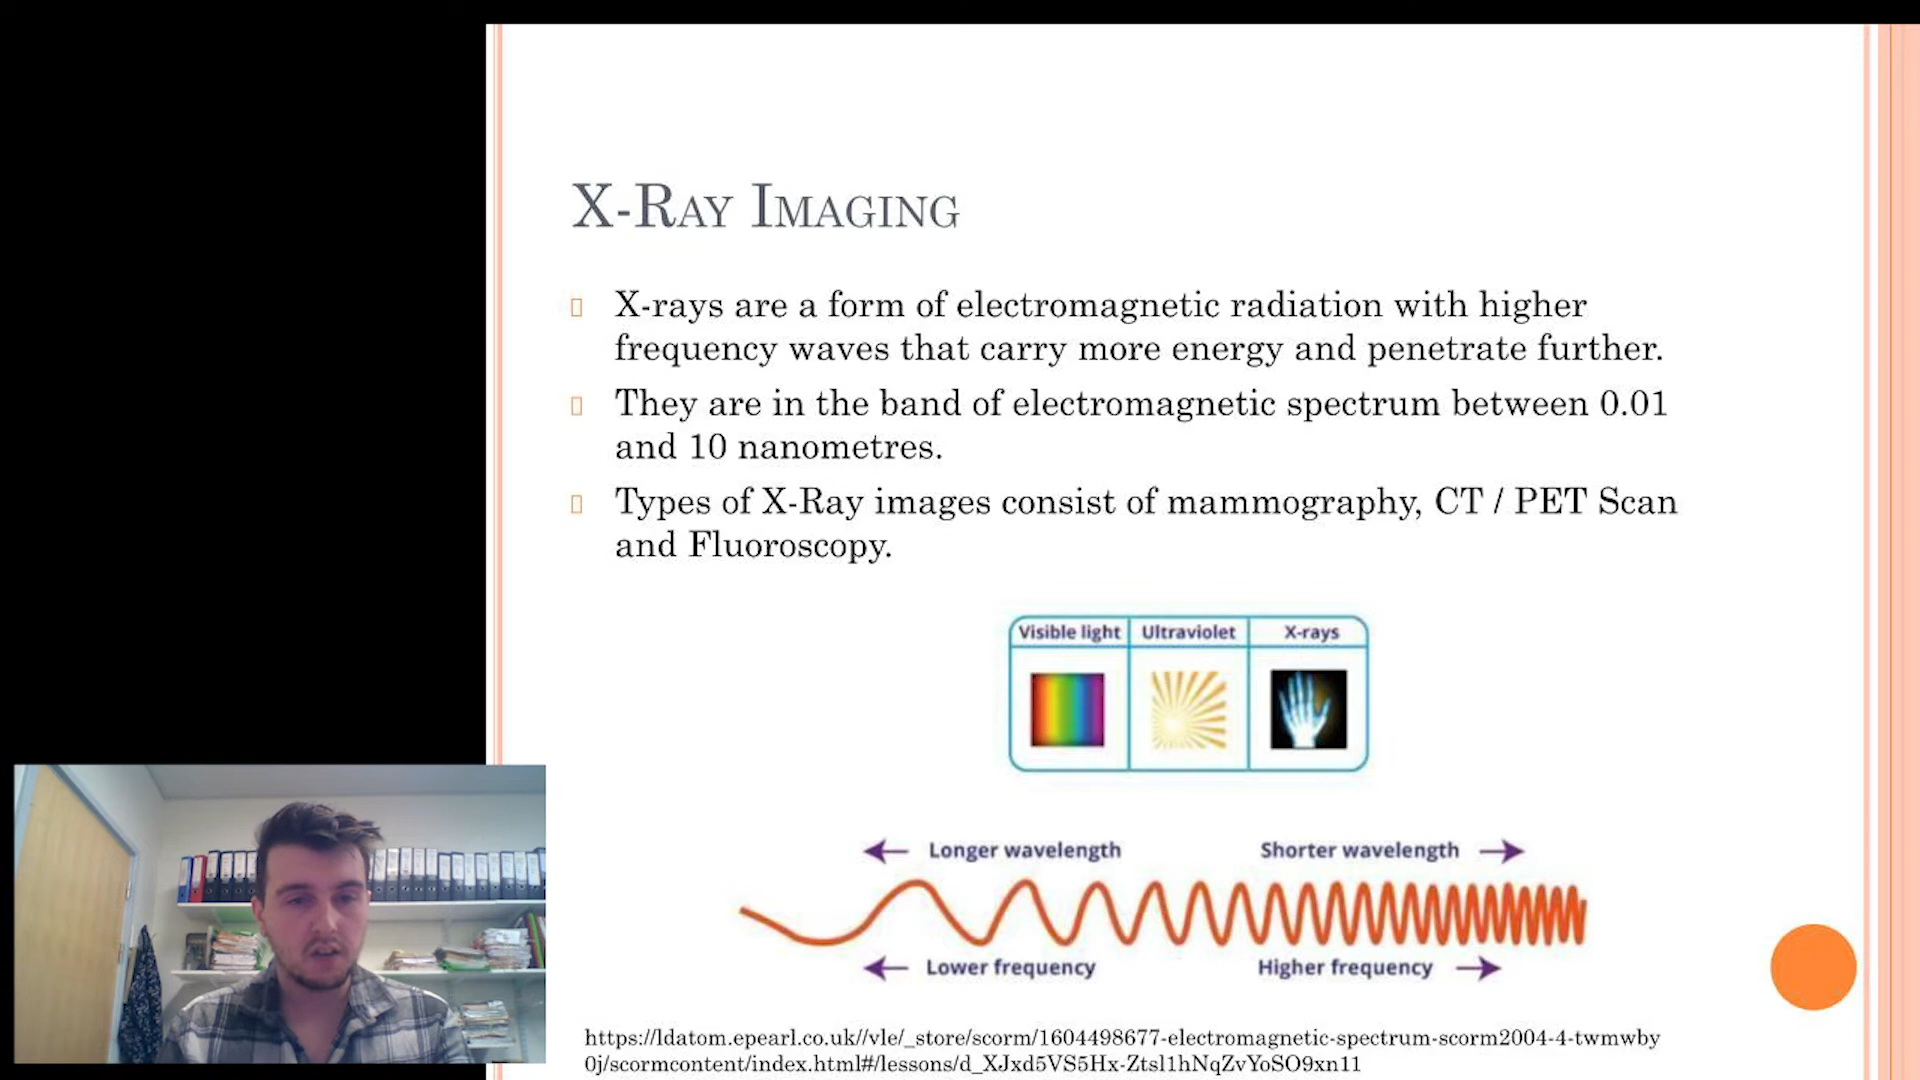 X-Ray Imaging
X-rays are a form of electromagnetic radiation with higher
frequency waves that carry more energy and penetrate further.
They are in the band of electromagnetic spectrum between 0.01
and 10 nanometres.
Types of X-Ray images consist of mammography, CT / PET Scan
and Fluoroscopy.
Visible light Ultraviolet X-rays
Longer wavelength Shorter wavelength
Lower frequency Higher frequency
https://ldatom.epearl.co.uk//vle/_store/scorm/1604498677-electromagnetic-spectrum-scorm2004-4-twmwby
0j/scormcontent/index.html#/lessons/d_XJxd5VS5Hx-Ztsl1hNqZvYoSO9xn11